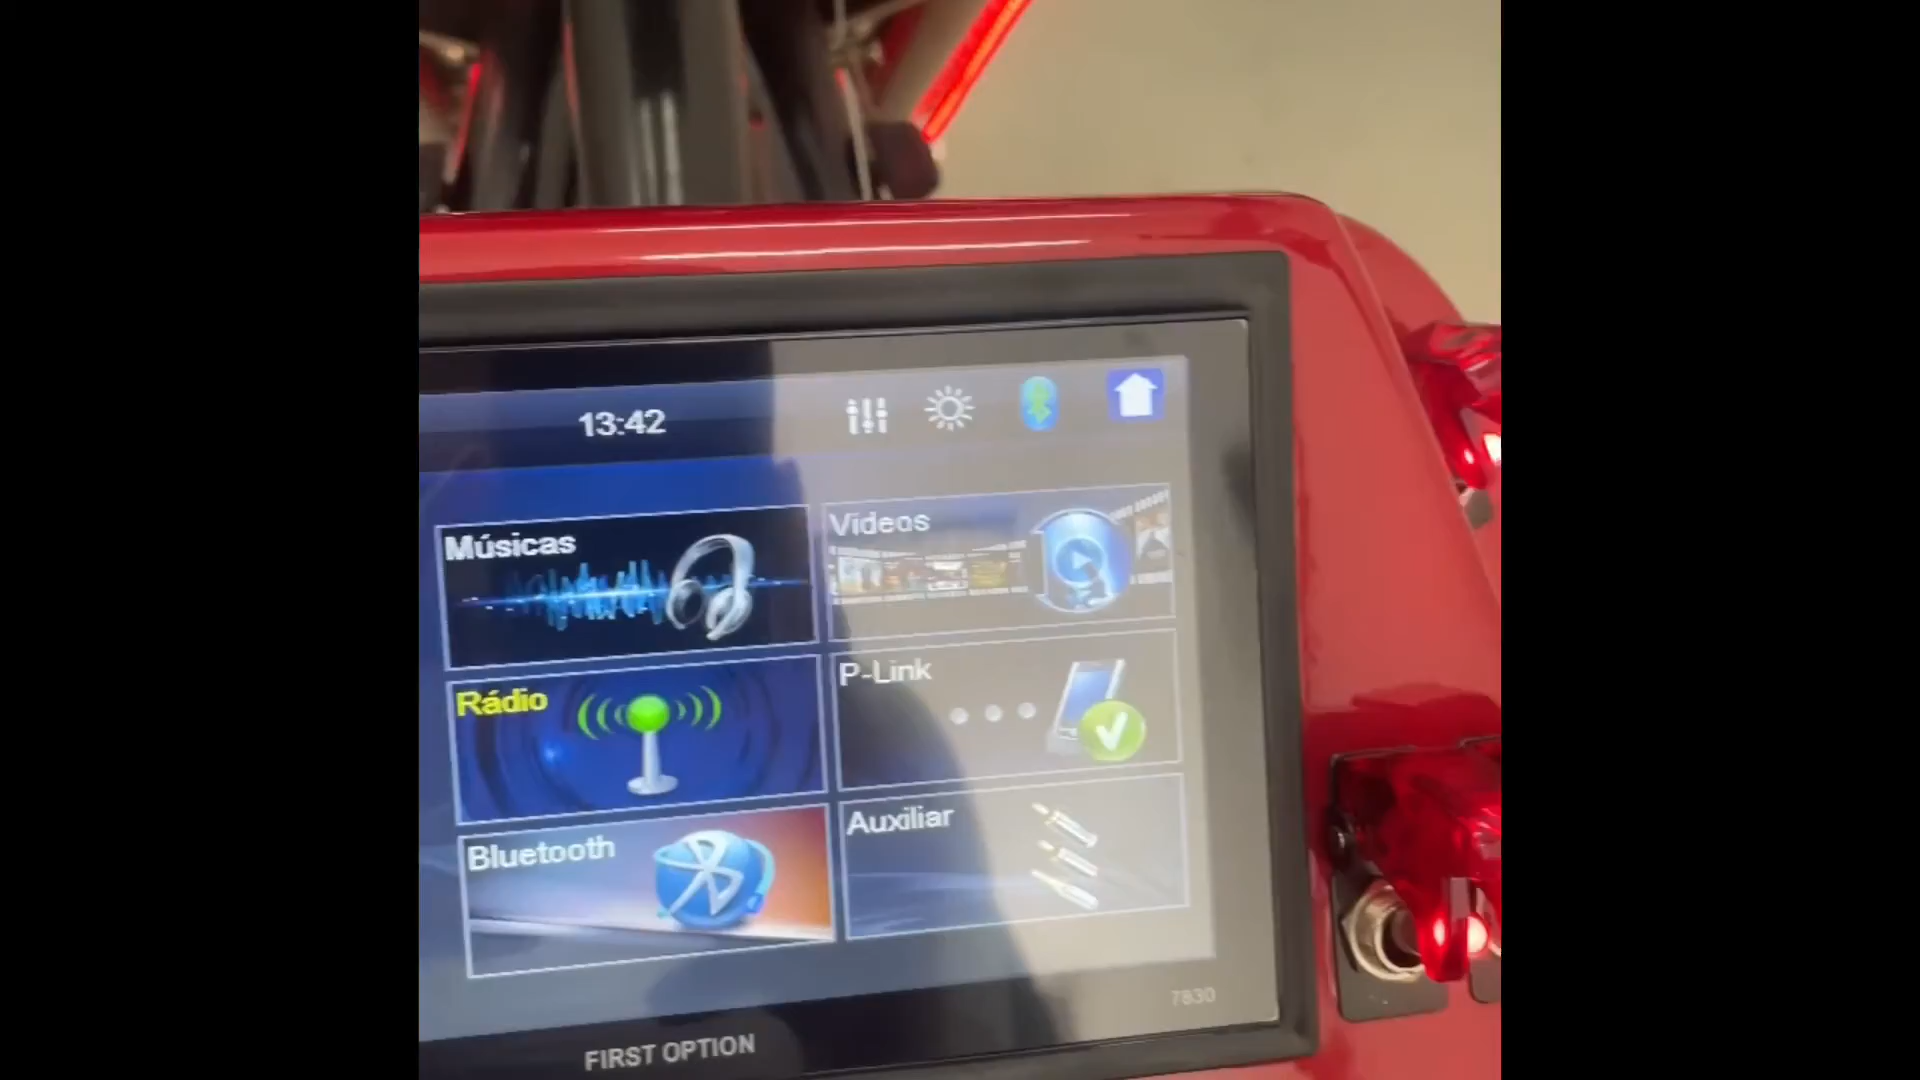 13:42
Músicas
Vídeos
Rádio
P-Link
Bluetooth
Auxiliar
7830
FIRST OPTION